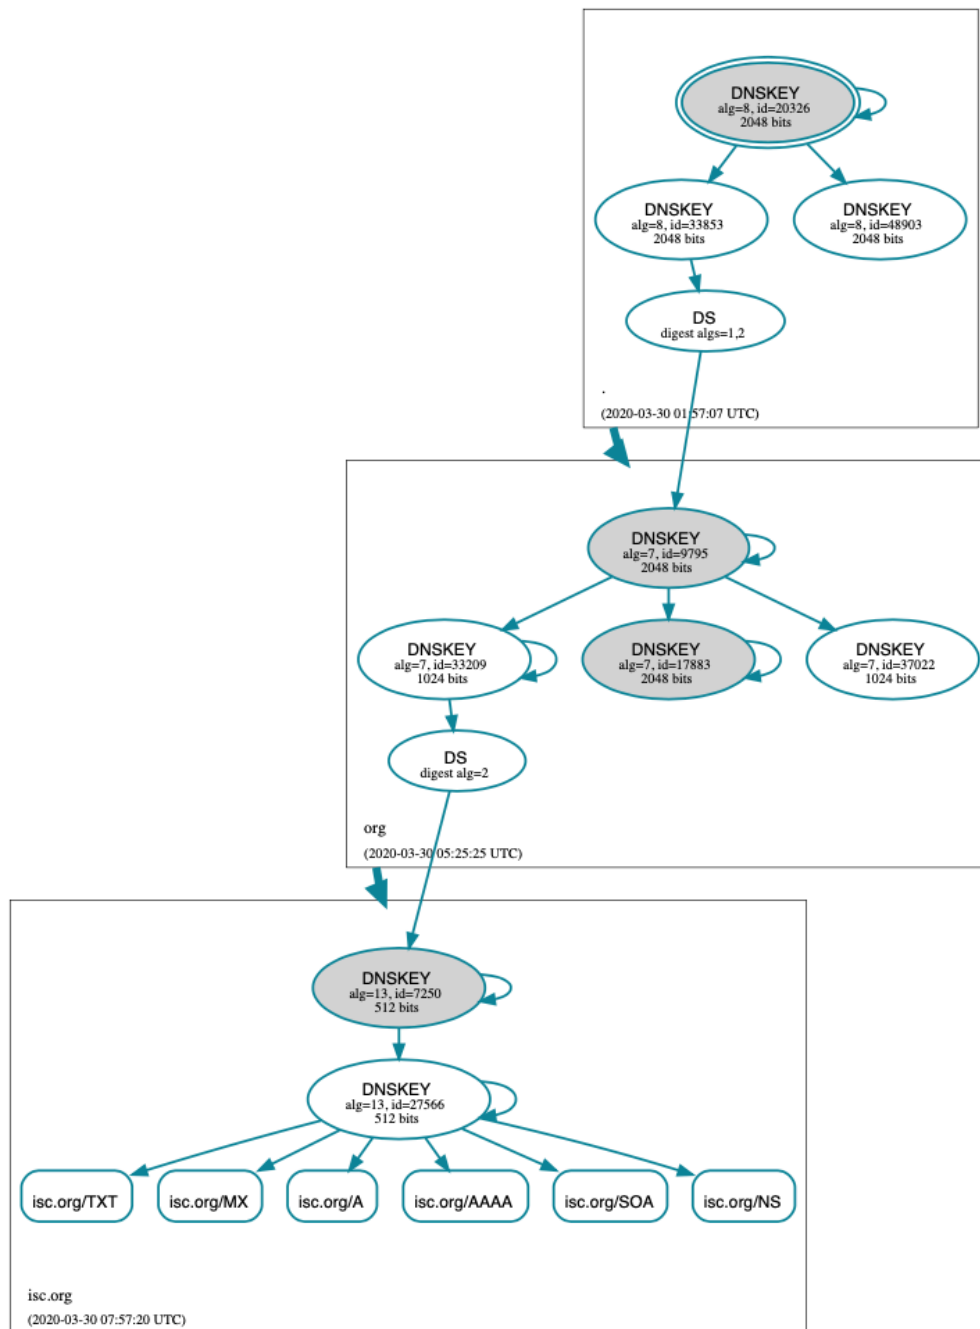 DNSKEY
alg=8, id=20326
2048 bits
DNSKEY
alg=8, id=33853
2048 bits
DNSKEY
alg=8, id=48903
2048 bits
DS
digest algs=1,2
.
(2020-03-30 01:57:07 UTC)
DNSKEY
alg=7, id=9795
2048 bits
DNSKEY
alg=7, id=33209
1024 bits
DNSKEY
alg=7, id=17883
2048 bits
DNSKEY
alg=7, id=37022
1024 bits
DS
digest alg=2
org
(2020-03-30 05:25:25 UTC)
DNSKEY
alg=13, id=7250
512 bits
DNSKEY
alg=13, id=27566
512 bits
isc.org/TXT
isc.org/MX
isc.org/A
isc.org/AAAA
isc.org/SOA
isc.org/NS
isc.org
(2020-03-30 07:57:20 UTC)